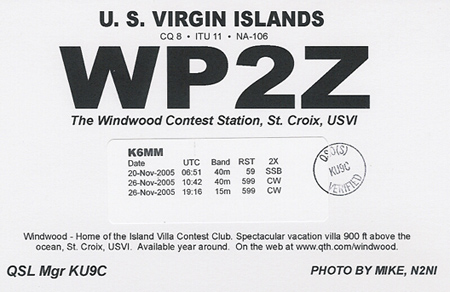 U. S. VIRGIN ISLANDS
CQ 8 • ITU 11 • NA-106
WP2Z
The Windwood Contest Station, St. Croix, USVI
K6MM
Date UTC Band RST 2X
20-Nov-2005 06:51 40m 59 SSB
26-Nov-2005 10:42 40m 599 CW
26-Nov-2005 19:16 15m 599 CW
QSO(S)
KU9C
VERIFIED
Windwood - Home of the Island Villa Contest Club. Spectacular vacation villa 900 ft above the
ocean, St. Croix, USVI. Available year around. On the web at www.qth.com/windwood.
QSL Mgr KU9C
PHOTO BY MIKE, N2NI